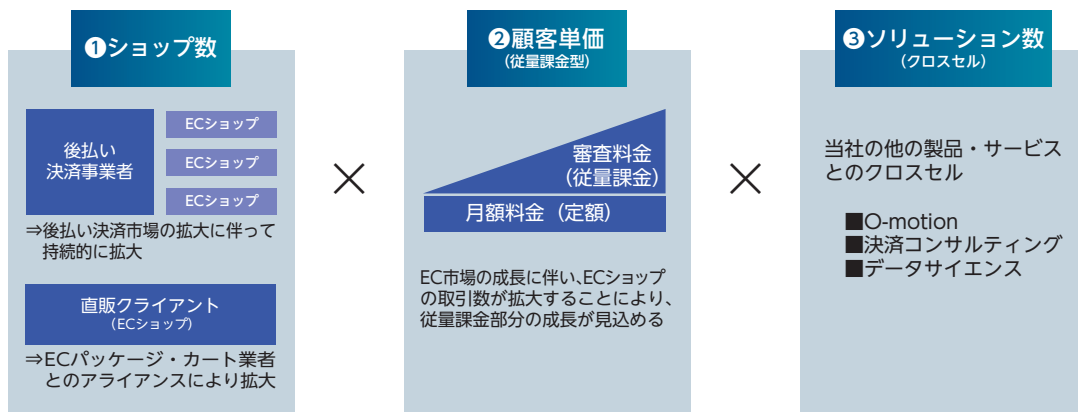 ❶ショップ数
後払い
決済事業者
ECショップ
ECショップ
ECショップ
⇒後払い決済市場の拡大に伴って
持続的に拡大
直販クライアント
(ECショップ)
⇒ECパッケージ・カート業者
とのアライアンスにより拡大
×
❷顧客単価
(従量課金型)
審査料金
(従量課金)
月額料金（定額）
EC市場の成長に伴い、ECショップ
の取引数が拡大することにより、
従量課金部分の成長が見込める
×
❸ソリューション数
(クロスセル)
当社の他の製品・サービス
とのクロスセル
■O-motion
■決済コンサルティング
■データサイエンス